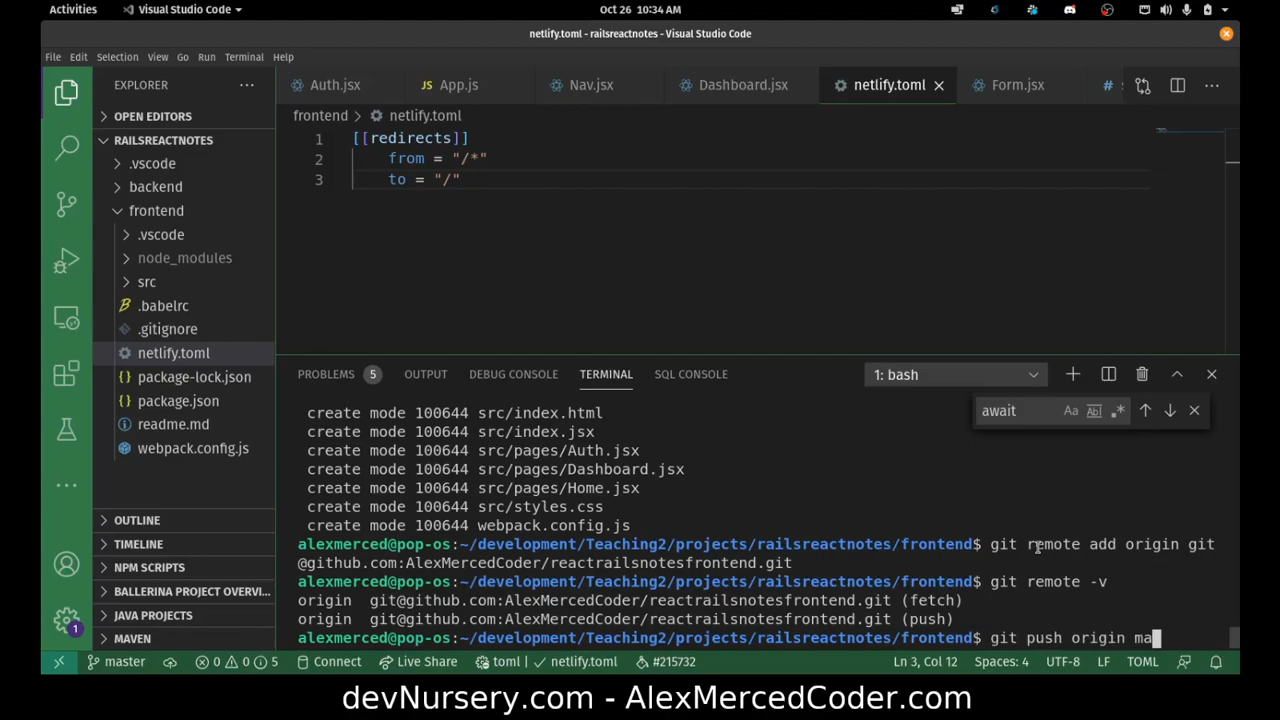 Activities
Visual Studio Code
Oct 26 10:34 AM
netlify.toml - railsreactnotes - Visual Studio Code
File Edit Selection View Go Run Terminal Help
EXPLORER
Auth.jsx
JS App.js
Nav.jsx
Dashboard.jsx
netlify.toml
Form.jsx
#
frontend > netlify.toml
OPEN EDITORS
RAILSREACTNOTES
.vscode
backend
frontend
.vscode
node_modules
src
.babelrc
.gitignore
netlify.toml
package-lock.json
package.json
readme.md
webpack.config.js
OUTLINE
TIMELINE
NPM SCRIPTS
BALLERINA PROJECT OVERVI...
JAVA PROJECTS
MAVEN
1 [[redirects]]
2 from = "/*"
3 to = "/"
PROBLEMS 5 OUTPUT DEBUG CONSOLE TERMINAL SQL CONSOLE
1: bash
await
Aa Abl .*
create mode 100644 src/index.html
create mode 100644 src/index.jsx
create mode 100644 src/pages/Auth.jsx
create mode 100644 src/pages/Dashboard.jsx
create mode 100644 src/pages/Home.jsx
create mode 100644 src/styles.css
create mode 100644 webpack.config.js
alexmerced@pop-os:~/development/Teaching2/projects/railsreactnotes/frontend$ git remote add origin git
@github.com:AlexMercedCoder/reactrailsnotesfrontend.git
alexmerced@pop-os:~/development/Teaching2/projects/railsreactnotes/frontend$ git remote -v
origin git@github.com:AlexMercedCoder/reactrailsnotesfrontend.git (fetch)
origin git@github.com:AlexMercedCoder/reactrailsnotesfrontend.git (push)
alexmerced@pop-os:~/development/Teaching2/projects/railsreactnotes/frontend$ git push origin ma
1
master 0 0 5 Connect Live Share toml | netlify.toml #215732 Ln 3, Col 12 Spaces: 4 UTF-8 LF TOML
devNursery.com - AlexMercedCoder.com